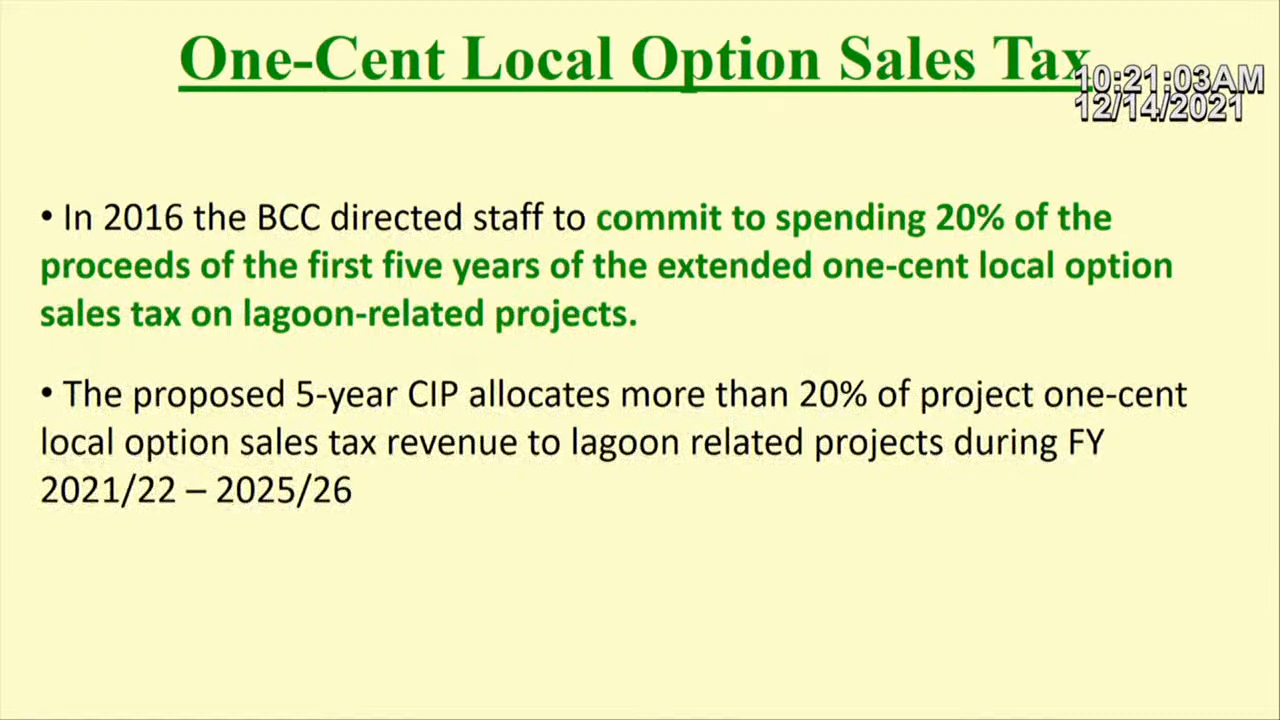 One-Cent Local Option Sales Tax
10:21:03AM
12/14/2021
• In 2016 the BCC directed staff to commit to spending 20% of the
proceeds of the first five years of the extended one-cent local option
sales tax on lagoon-related projects.
• The proposed 5-year CIP allocates more than 20% of project one-cent
local option sales tax revenue to lagoon related projects during FY
2021/22 – 2025/26